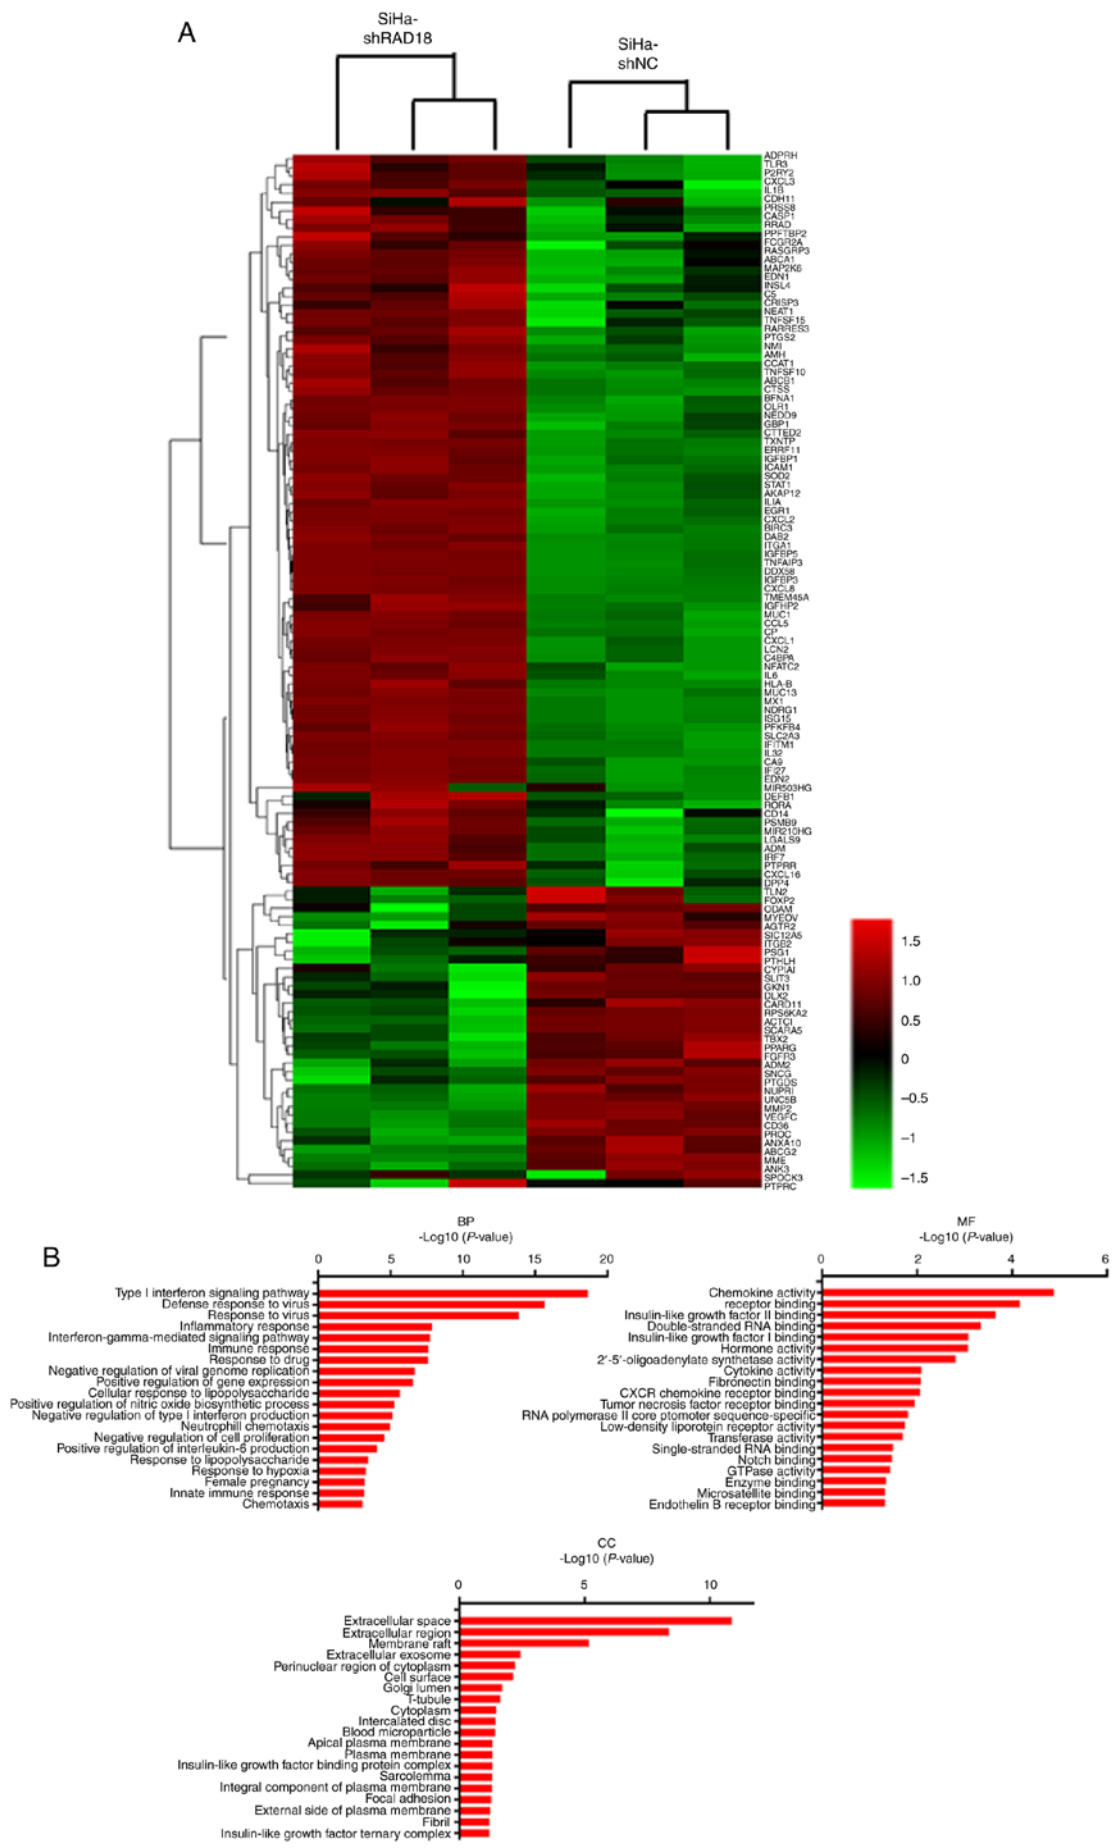 A
SiHa-
shRAD18
SiHa-
shNC
ADPRH
TLR3
P2RY2
CXCL3
IL1B
CDH11
PRSS8
CASP1
RRAD
PPFTBP2
FCGR2A
RASGRP3
ABCA1
MAP2K6
EDN1
INSL4
C5
CRISP3
NEAT1
TNFSF15
RARRES3
PTGS2
NMI
AMH
CCAT1
TNFSF10
ABCB1
CTSS
BFNA1
OLR1
NEDD9
GBP1
CTTED2
TXNTP
ERRF11
IGFBP1
ICAM1
SOD2
STAT1
AKAP12
ILIA
EGR1
CXCL2
BIRC3
DAB2
ITGA1
IGFBP5
TNFAIP3
DDX58
IGFBP3
CXCL8
TMEM45A
IGFHP2
MUC1
CCL5
CP
CXCL1
LCN2
C4BPA
NFATC2
IL6
HLA-B
MUC13
MX1
NDRG1
ISG15
PFKFB4
SLC2A3
IFITM1
IL32
CA9
IFI27
EDN2
MIR503HG
DEFB1
RORA
CD14
PSMB9
MIR210HG
LGALS9
ADM
IRF7
PTPRR
CXCL16
DPP4
TLN2
FOXP2
ODAM
MYEOV
AGTR2
SIC12A5
ITGB2
PSG1
PTHLH
CYPIAI
SLIT3
GKN1
DLX2
CARD11
RPS6KA2
ACTCI
SCARA5
TBX2
PPARG
FGFR3
ADM2
SNCG
PTGDS
NUPRI
UNC5B
MMP2
VEGFC
CD36
PROC
ANXA10
ABCG2
MME
ANK3
SPOCK3
PTPRC
1.5
1.0
0.5
0
−0.5
−1
−1.5
B
BP
-Log10 (P-value)
0 5 10 15 20
Type I interferon signaling pathway
Defense response to virus
Response to virus
Inflammatory response
Interferon-gamma-mediated signaling pathway
Immune response
Response to drug
Negative regulation of viral genome replication
Positive regulation of gene expression
Cellular response to lipopolysaccharide
Positive regulation of nitric oxide biosynthetic process
Negative regulation of type I interferon production
Neutrophill chemotaxis
Negative regulation of cell proliferation
Positive regulation of interleukin-6 production
Response to lipopolysaccharide
Response to hypoxia
Female pregnancy
Innate immune response
Chemotaxis
MF
-Log10 (P-value)
0 2 4 6
Chemokine activity
receptor binding
Insulin-like growth factor II binding
Double-stranded RNA binding
Insulin-like growth factor I binding
Hormone activity
2'-5'-oligoadenylate synthetase activity
Cytokine activity
Fibronectin binding
CXCR chemokine receptor binding
Tumor necrosis factor receptor binding
RNA polymerase II core ptomoter sequence-specific
Low-density liporotein receptor activity
Transferase activity
Single-stranded RNA binding
Notch binding
GTPase activity
Enzyme binding
Microsatellite binding
Endothelin B receptor binding
CC
-Log10 (P-value)
0 5 10
Extracellular space
Extracellular region
Membrane raft
Extracellular exosome
Perinuclear region of cytoplasm
Cell surface
Golgi lumen
T-tubule
Cytoplasm
Intercalated disc
Blood microparticle
Apical plasma membrane
Plasma membrane
Insulin-like growth factor binding protein complex
Sarcolemma
Integral component of plasma membrane
Focal adhesion
External side of plasma membrane
Fibril
Insulin-like growth factor ternary complex